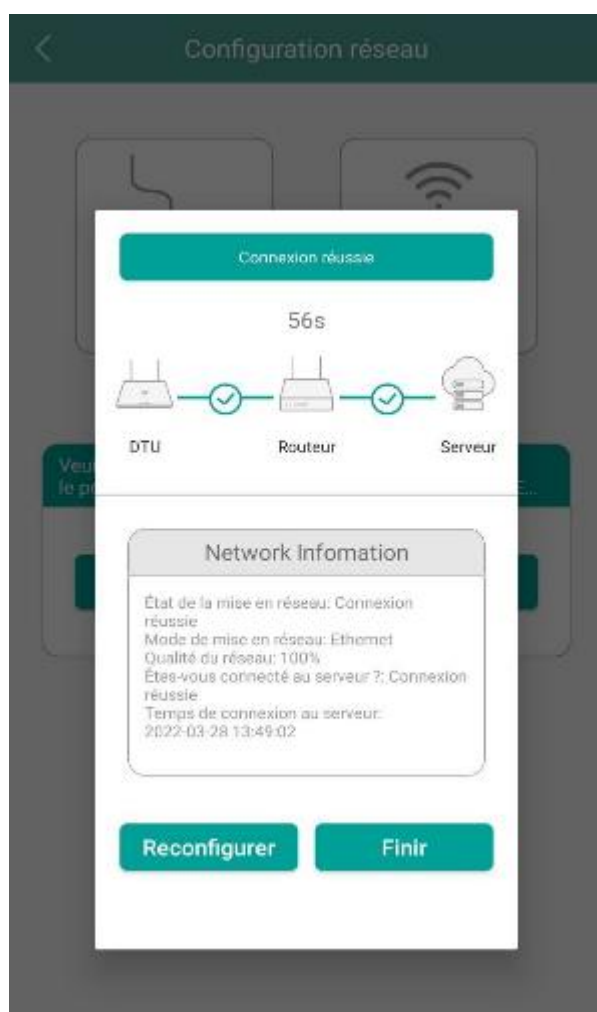 Configuration réseau
Connexion réussie
56s
DTU
Routeur
Serveur
Veu
le p
E...
Network Infomation
État de la mise en réseau: Connexion
réussie
Mode de mise en réseau: Ethernet
Qualité du réseau: 100%
Êtes-vous connecté au serveur ?: Connexion
réussie
Temps de connexion au serveur:
2022-03-28 13:49:02
Reconfigurer
Finir